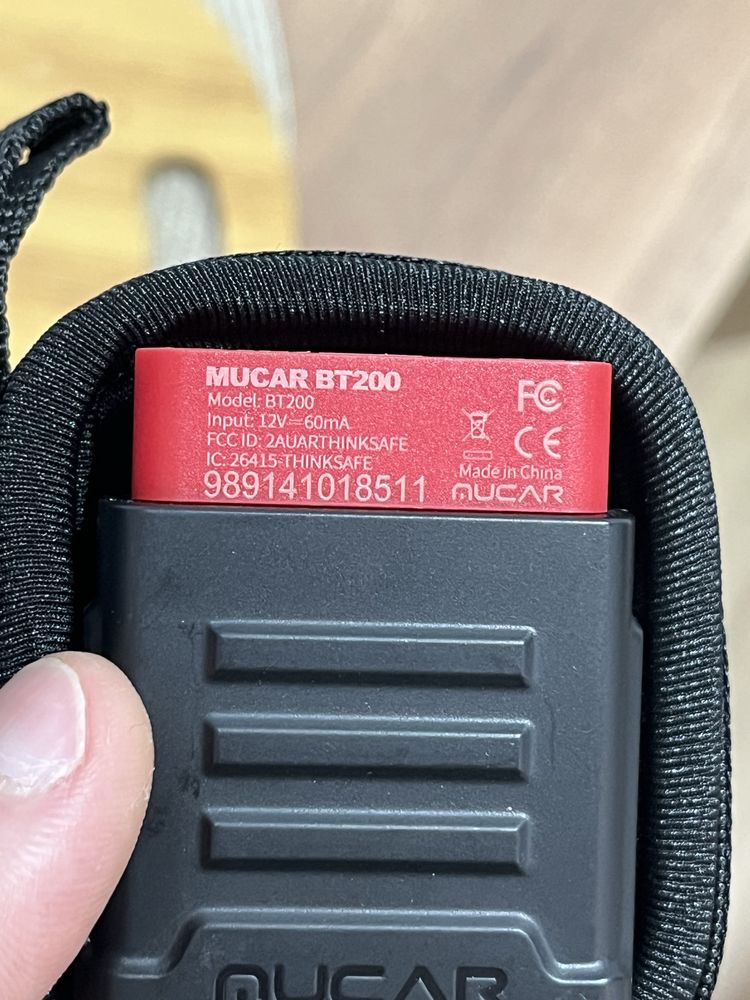 MUCAR BT200
Model: BT200
Input: 12V⎓60mA
FCC ID: 2AUARTHINKSAFE
IC: 26415-THINKSAFE
989141018511
FC
CE
Made in China
MUCAR
MUCAR